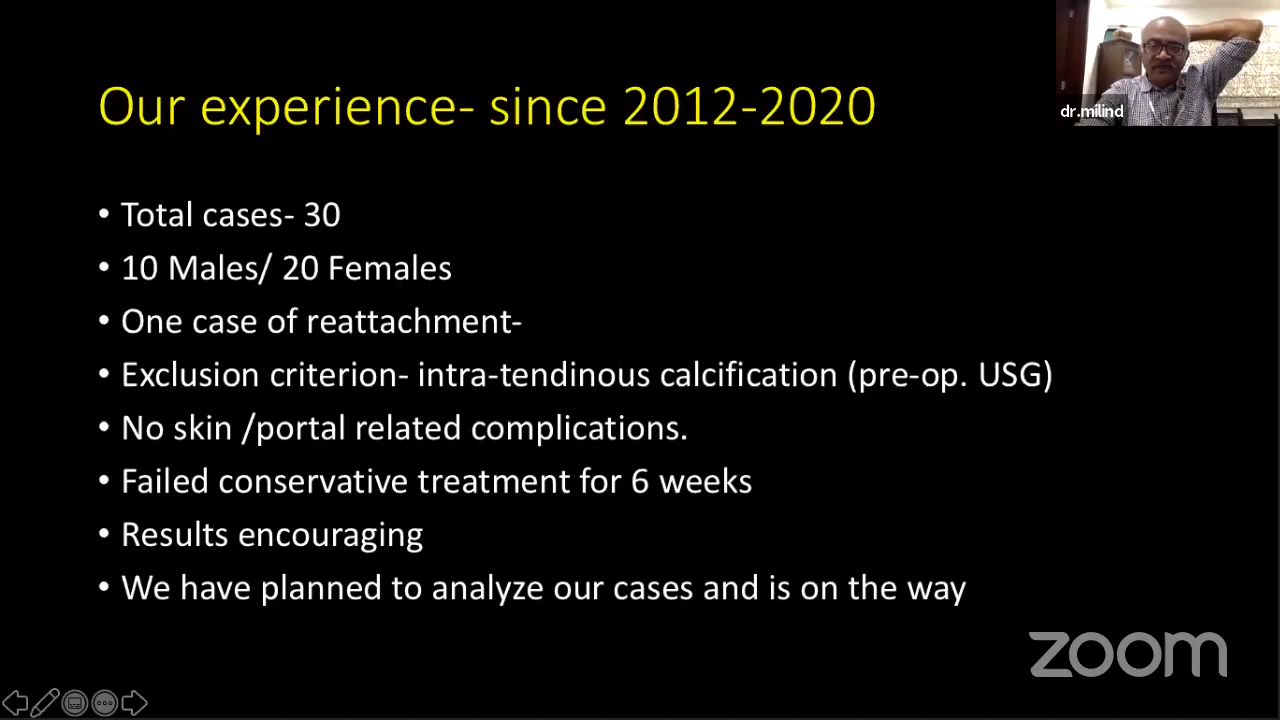 Our experience- since 2012-2020
dr.milind
• Total cases- 30
• 10 Males/ 20 Females
• One case of reattachment-
• Exclusion criterion- intra-tendinous calcification (pre-op. USG)
• No skin /portal related complications.
• Failed conservative treatment for 6 weeks
• Results encouraging
• We have planned to analyze our cases and is on the way
zoom